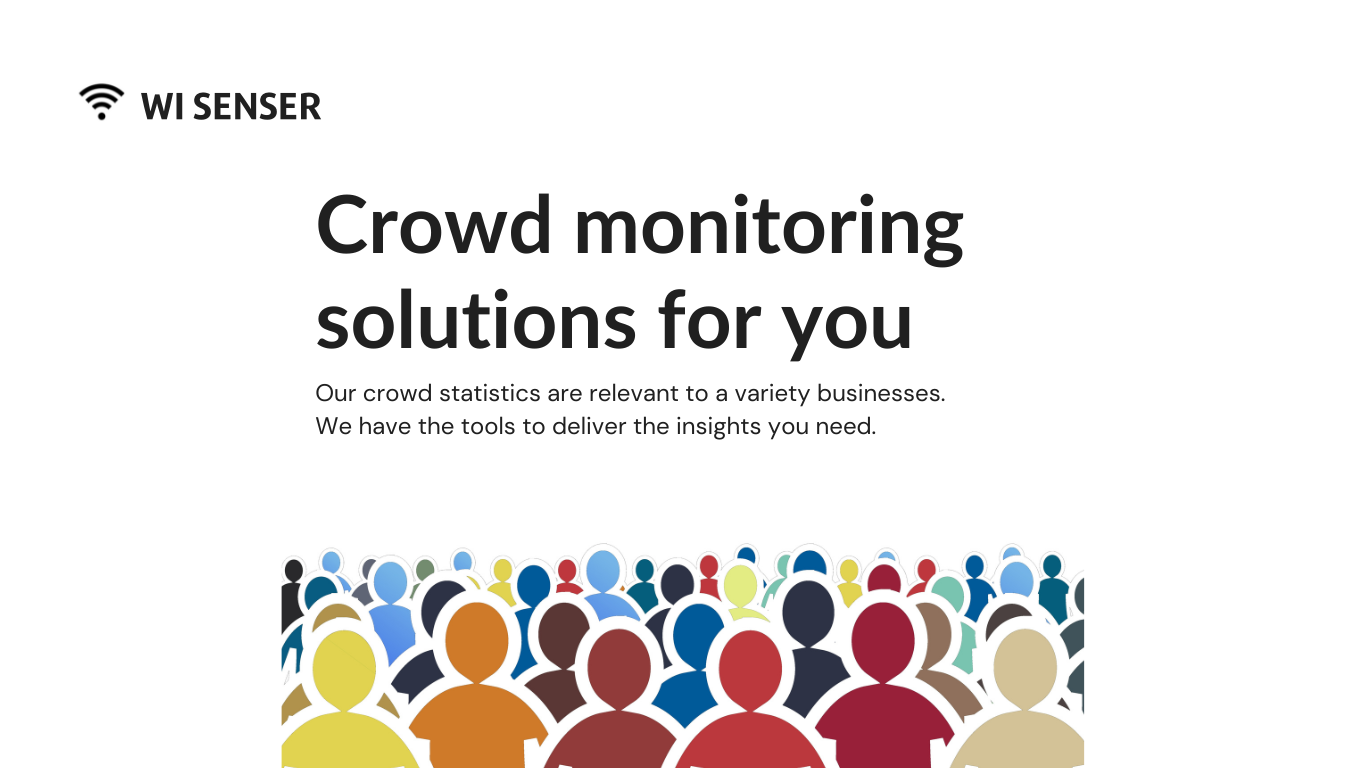 WI SENSER
Crowd monitoring
solutions for you
Our crowd statistics are relevant to a variety businesses.
We have the tools to deliver the insights you need.